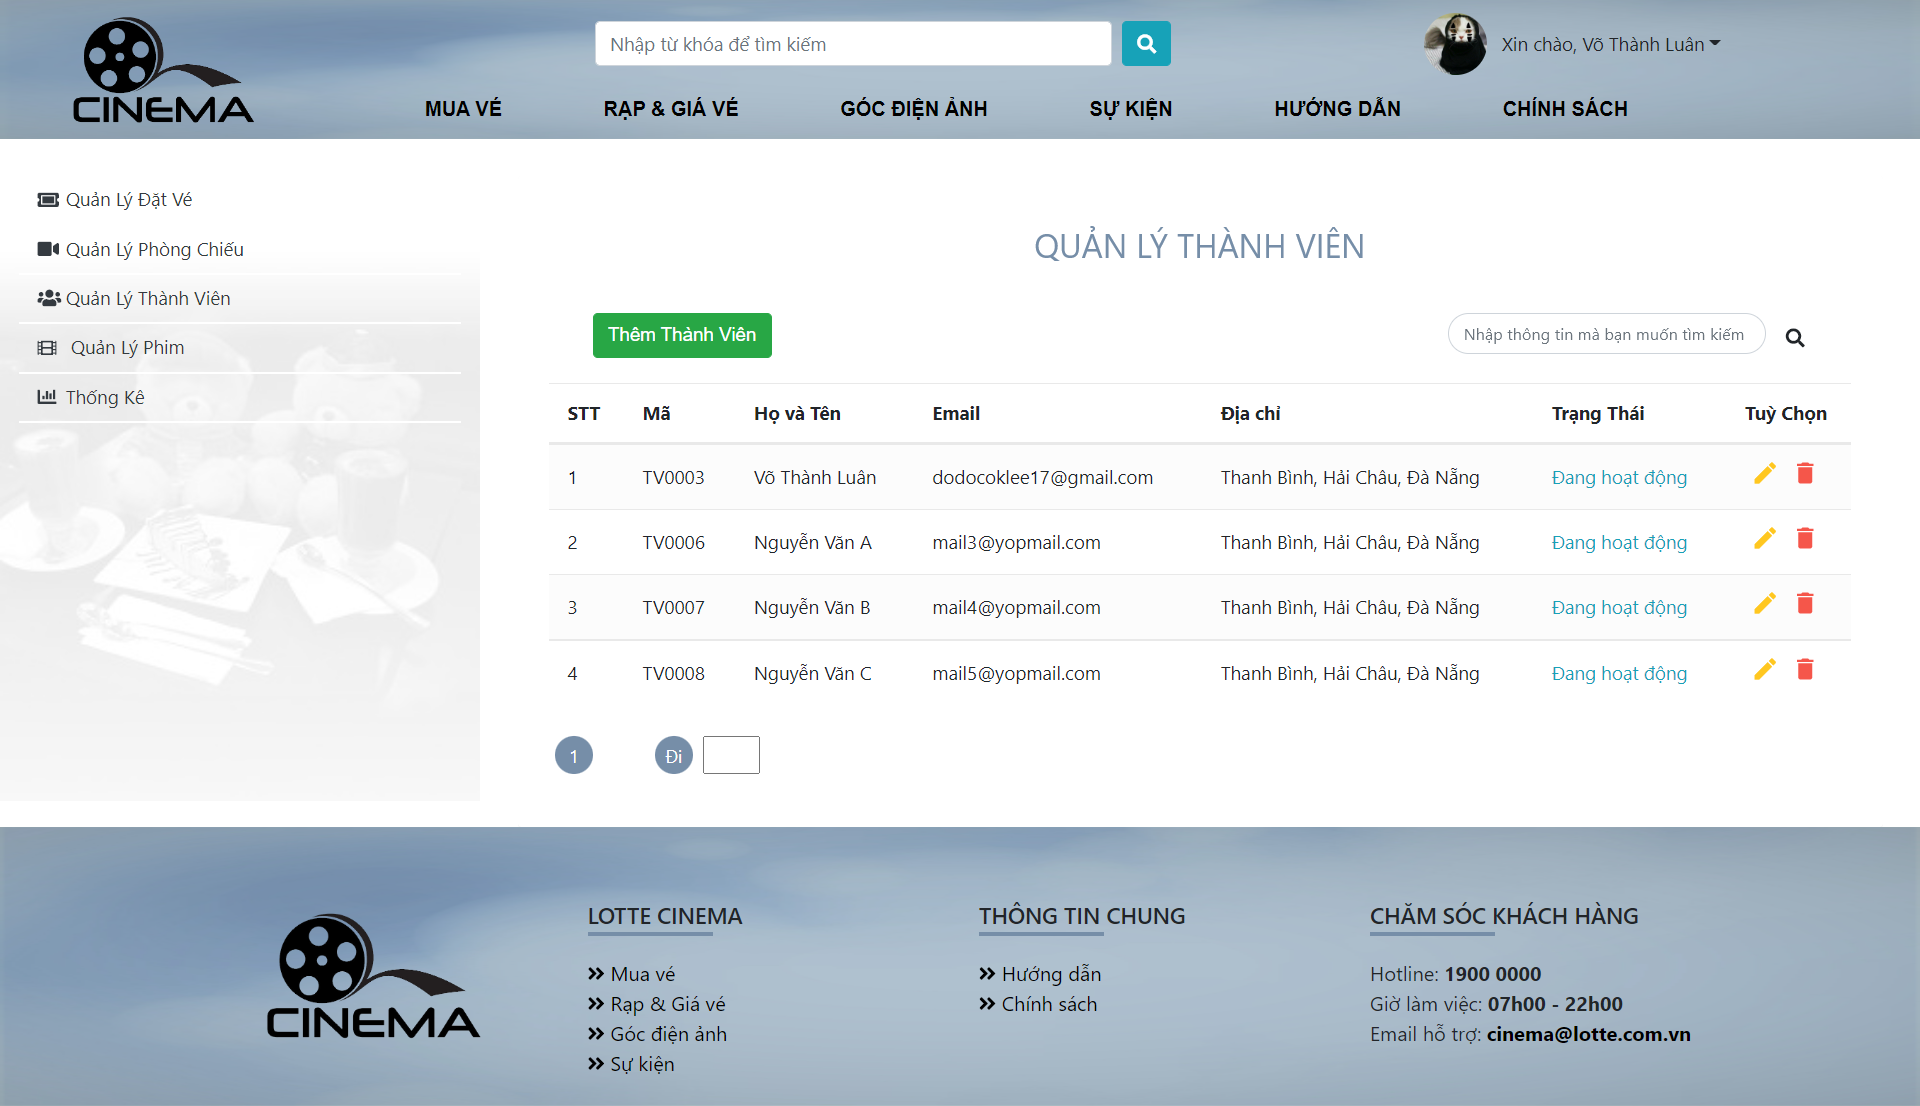 CINEMA
Nhập từ khóa để tìm kiếm
Xin chào, Võ Thành Luân
MUA VÉ RẠP & GIÁ VÉ GÓC ĐIỆN ẢNH SỰ KIỆN HƯỚNG DẪN CHÍNH SÁCH
Quản Lý Đặt Vé
Quản Lý Phòng Chiếu
Quản Lý Thành Viên
Quản Lý Phim
Thống Kê
QUẢN LÝ THÀNH VIÊN
Thêm Thành Viên
Nhập thông tin mà bạn muốn tìm kiếm
STT Mã Họ và Tên Email Địa chỉ Trạng Thái Tuỳ Chọn
1 TV0003 Võ Thành Luân dodocoklee17@gmail.com Thanh Bình, Hải Châu, Đà Nẵng Đang hoạt động
2 TV0006 Nguyễn Văn A mail3@yopmail.com Thanh Bình, Hải Châu, Đà Nẵng Đang hoạt động
3 TV0007 Nguyễn Văn B mail4@yopmail.com Thanh Bình, Hải Châu, Đà Nẵng Đang hoạt động
4 TV0008 Nguyễn Văn C mail5@yopmail.com Thanh Bình, Hải Châu, Đà Nẵng Đang hoạt động
1 Đi
CINEMA
LOTTE CINEMA
Mua vé
Rạp & Giá vé
Góc điện ảnh
Sự kiện
THÔNG TIN CHUNG
Hướng dẫn
Chính sách
CHĂM SÓC KHÁCH HÀNG
Hotline: 1900 0000
Giờ làm việc: 07h00 - 22h00
Email hỗ trợ: cinema@lotte.com.vn